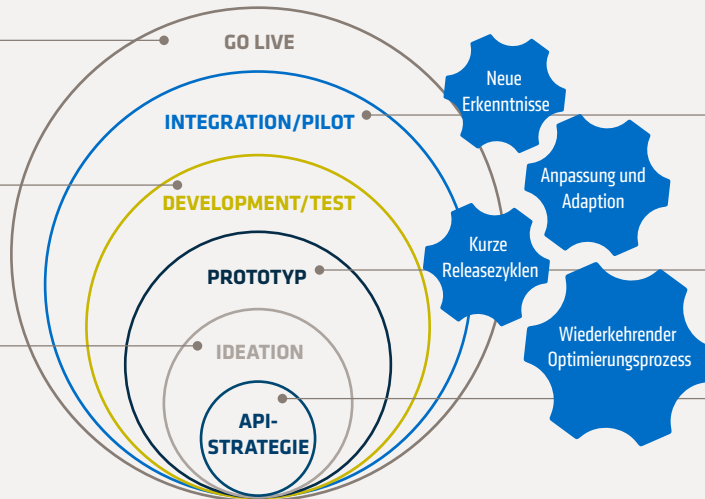 GO LIVE
INTEGRATION/PILOT
DEVELOPMENT/TEST
PROTOTYP
IDEATION
API-
STRATEGIE
Neue
Erkenntnisse
Anpassung und
Adaption
Kurze
Releasezyklen
Wiederkehrender
Optimierungsprozess